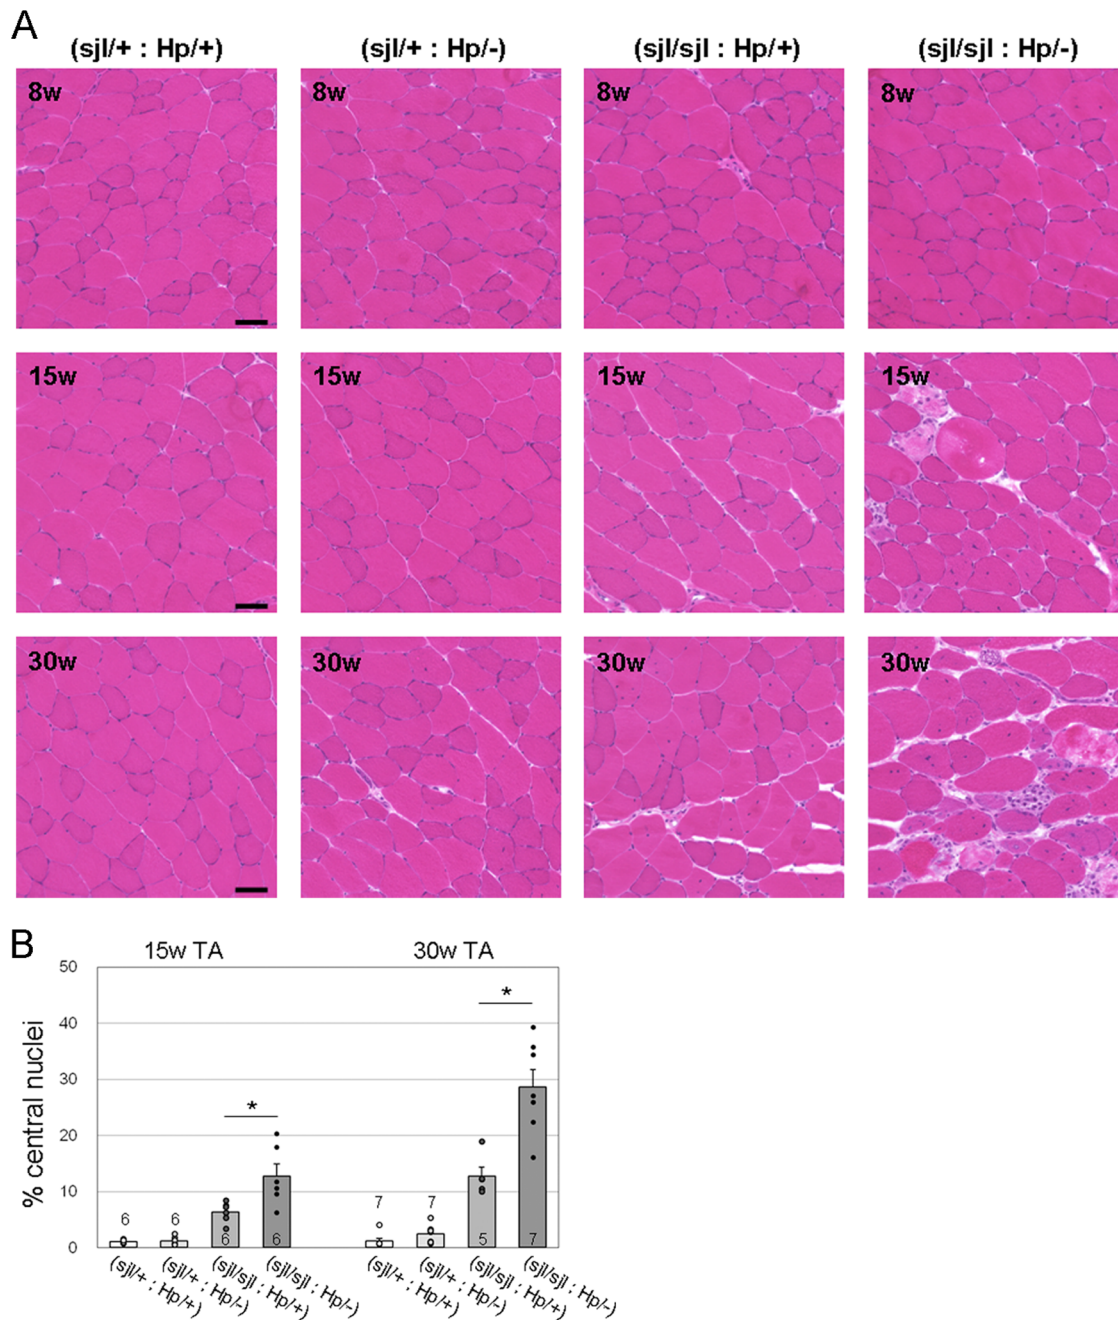 A
(sjl/+ : Hp/+) (sjl/+ : Hp/-) (sjl/sjl : Hp/+) (sjl/sjl : Hp/-)
8w 8w 8w 8w
15w 15w 15w 15w
30w 30w 30w 30w
B
15w TA 30w TA
% central nuclei
50
40
30
20
10
0
* *
6 6 6 6 7 7 5 7
(sjl/+ : Hp/+) (sjl/+ : Hp/-) (sjl/sjl : Hp/+) (sjl/sjl : Hp/-) (sjl/+ : Hp/+) (sjl/+ : Hp/-) (sjl/sjl : Hp/+) (sjl/sjl : Hp/-)